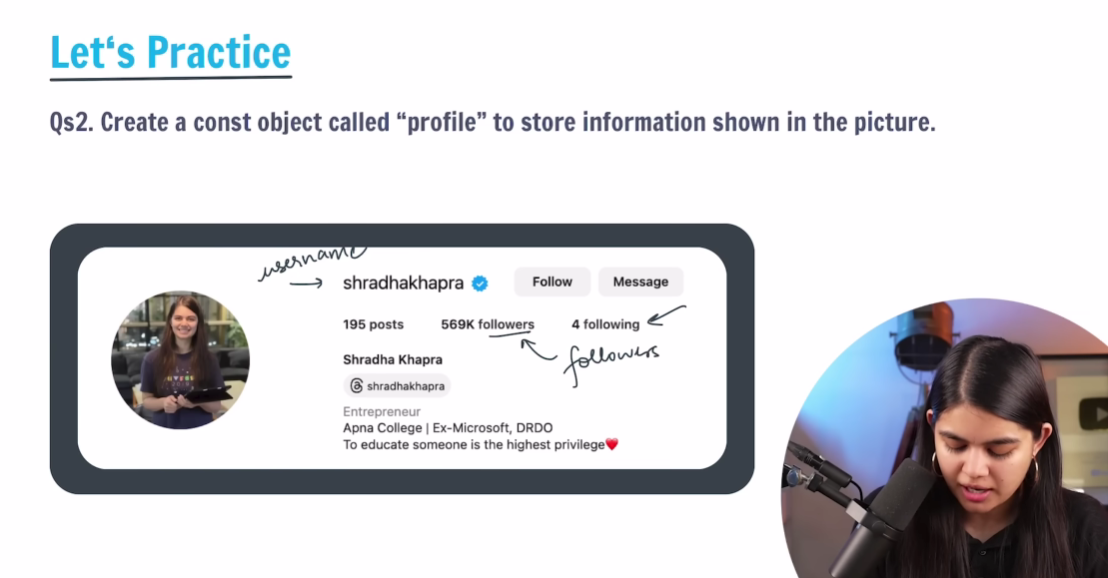 Let's Practice
Qs2. Create a const object called “profile” to store information shown in the picture.
username
shradhakhapra
Follow
Message
195 posts
569K followers
4 following
followers
Shradha Khapra
shradhakhapra
Entrepreneur
Apna College | Ex-Microsoft, DRDO
To educate someone is the highest privilege❤️